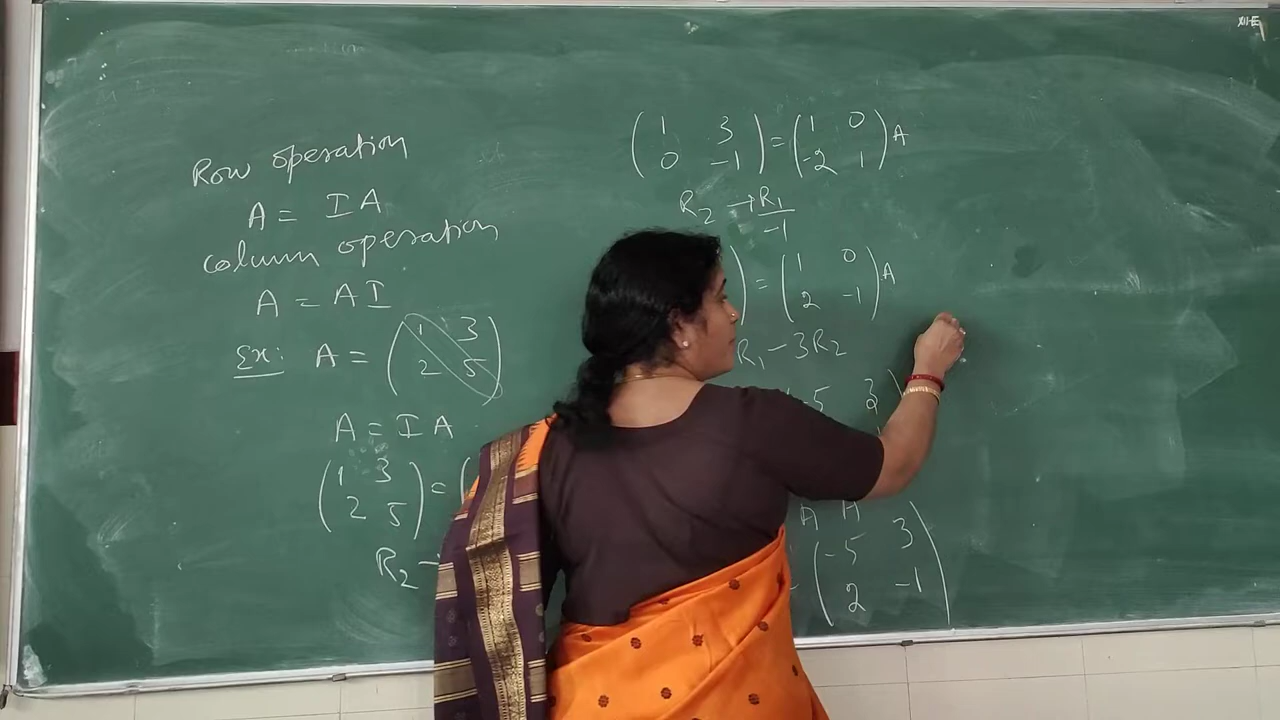 XII-E
Row operation
A = I A
column operation
A = A I
Ex: A = ( 1 3
2 5 )
A = I A
( 1 3
2 5 ) = (
R2 →
( 1 3
0 -1 ) = ( 1 0
-2 1 ) A
R2 → R1/-1
) = ( 1 0
2 -1 ) A
R1 - 3R2
-5 3 )
A A
( -5 3
2 -1 )